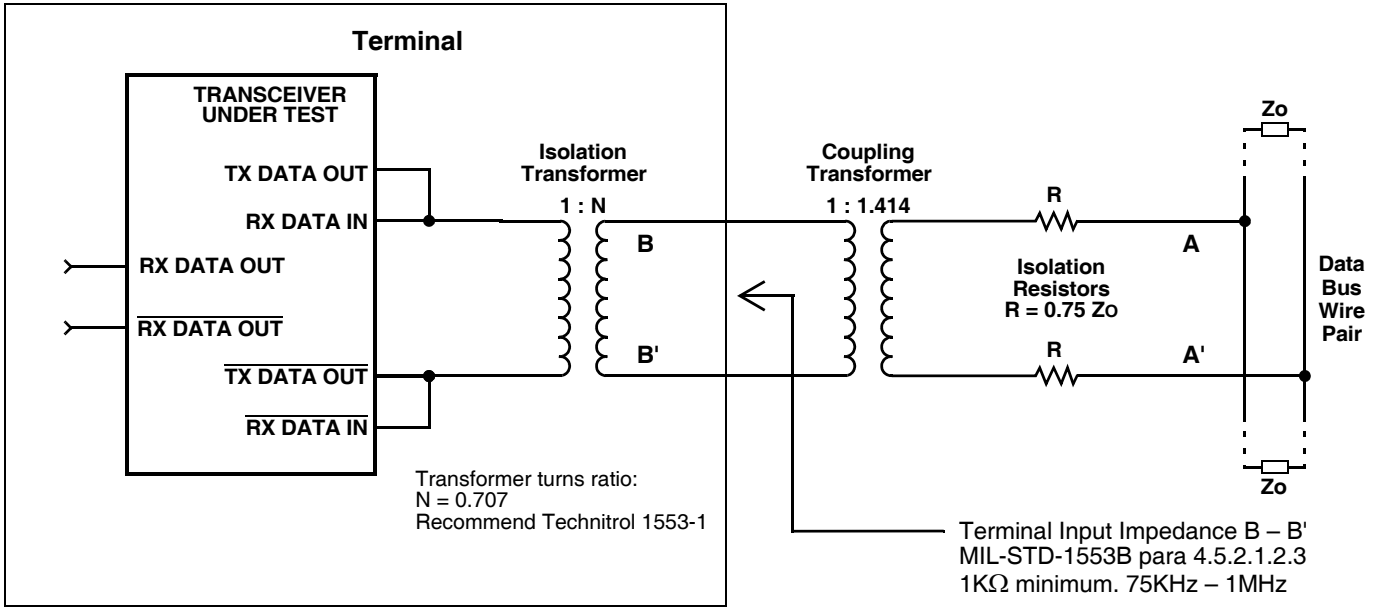 Terminal
TRANSCEIVER
UNDER TEST
TX DATA OUT
RX DATA IN
RX DATA OUT
RX DATA OUT
TX DATA OUT
RX DATA IN
Isolation
Transformer
1 : N
B
B'
Transformer turns ratio:
N = 0.707
Recommend Technitrol 1553-1
Coupling
Transformer
1 : 1.414
R
A
Isolation
Resistors
R = 0.75 ZO
R
A'
Zo
Data
Bus
Wire
Pair
Zo
Terminal Input Impedance B – B'
MIL-STD-1553B para 4.5.2.1.2.3
1KΩ minimum. 75KHz – 1MHz